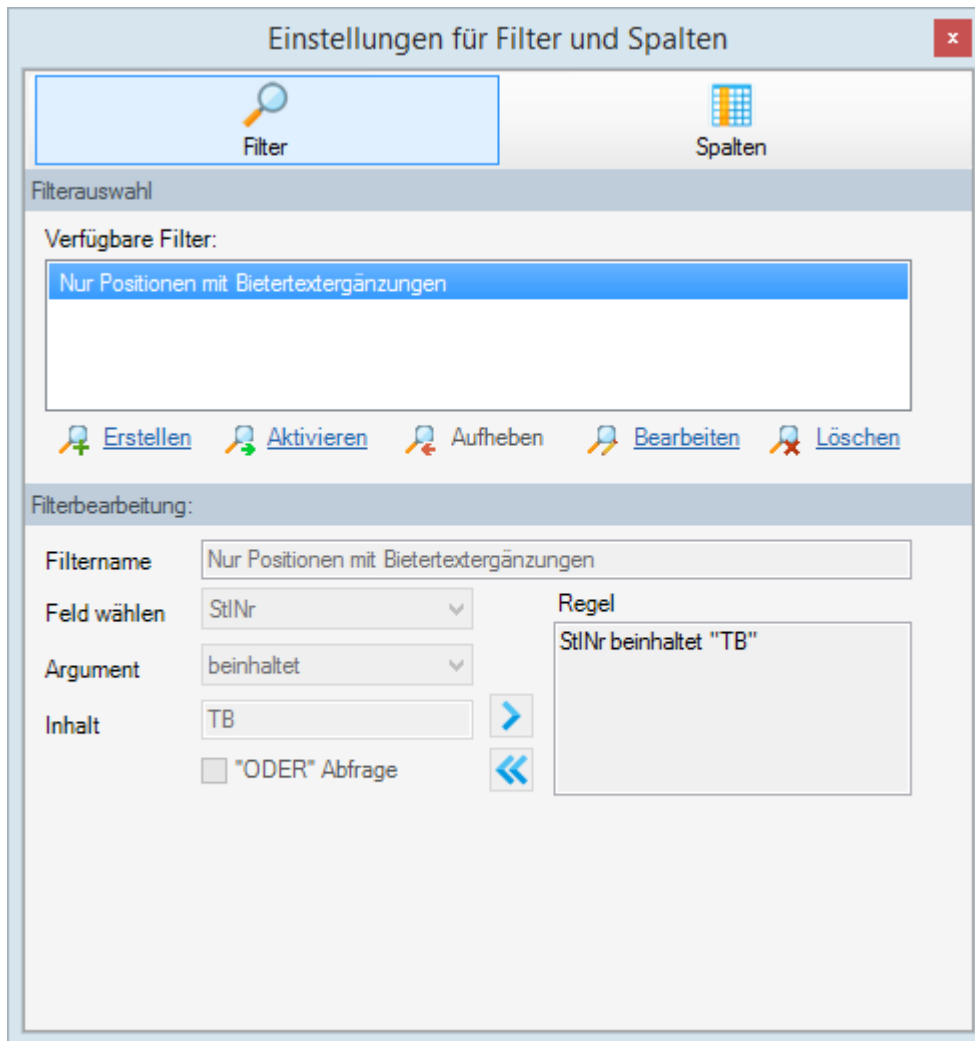 Einstellungen für Filter und Spalten
x
Filter
Spalten
Filterauswahl
Verfügbare Filter:
Nur Positionen mit Bietertextergänzungen
Erstellen Aktivieren Aufheben Bearbeiten Löschen
Filterbearbeitung:
Filtername Nur Positionen mit Bietertextergänzungen
Feld wählen StlNr
Regel
StlNr beinhaltet "TB"
Argument beinhaltet
Inhalt TB
"ODER" Abfrage